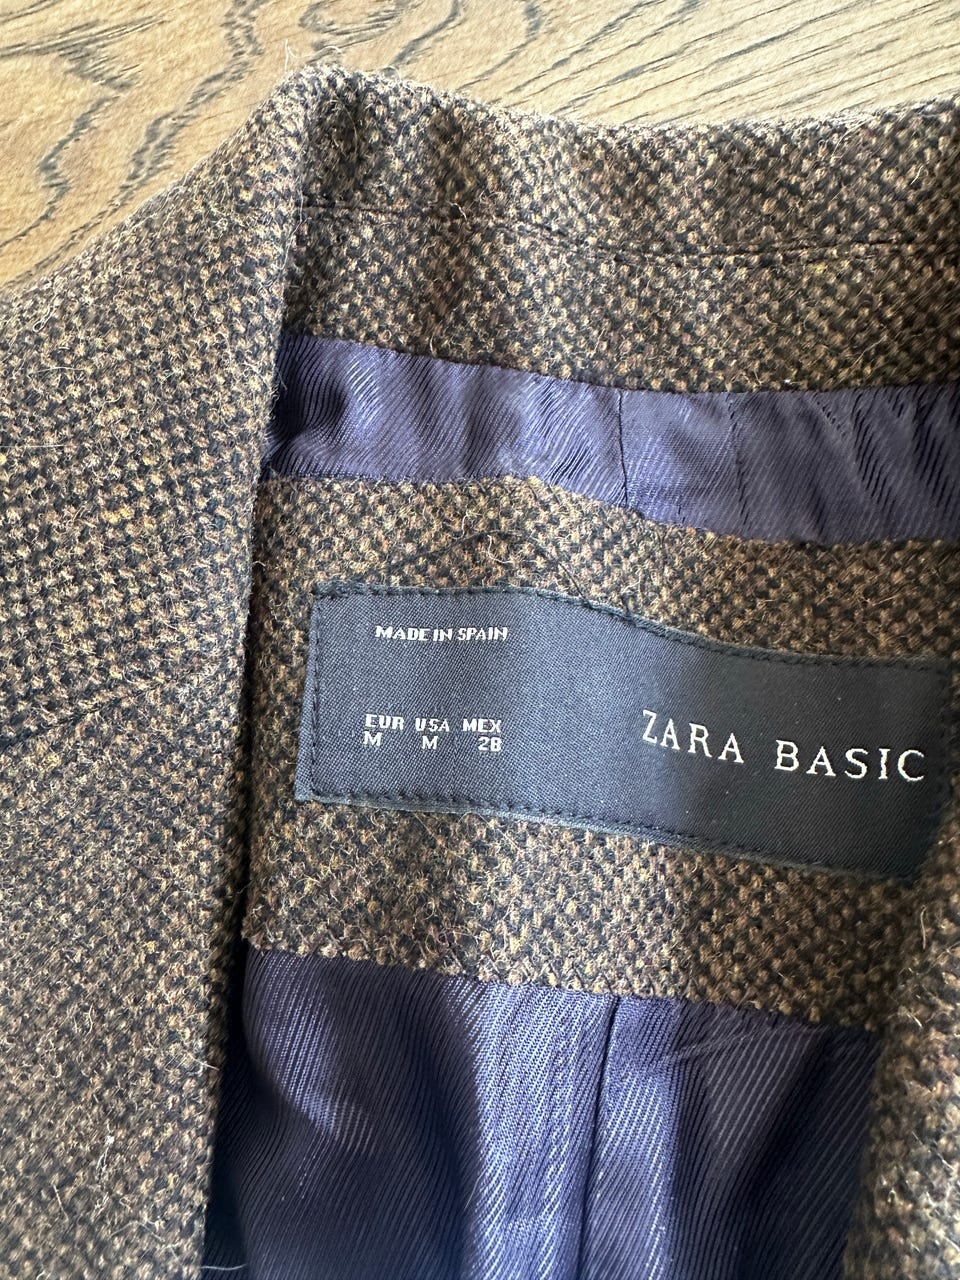 MADE IN SPAIN
EUR USA MEX
M M 28
ZARA BASIC